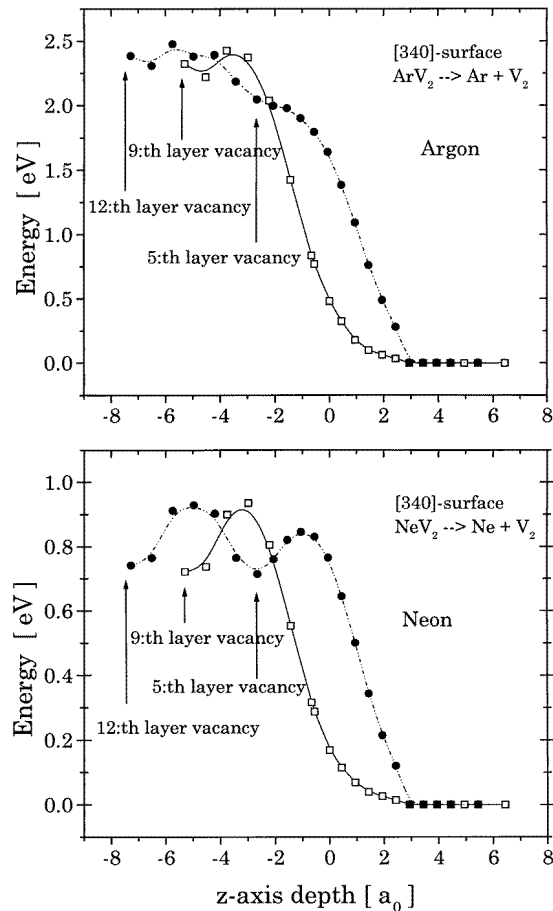 2.5
2.0
1.5
1.0
0.5
0.0
Energy [ eV ]
[340]-surface
ArV₂ --> Ar + V₂
Argon
9:th layer vacancy
12:th layer vacancy
5:th layer vacancy
-8 -6 -4 -2 0 2 4 6 8
1.0
0.8
0.6
0.4
0.2
0.0
Energy [ eV ]
[340]-surface
NeV₂ --> Ne + V₂
Neon
9:th layer vacancy
5:th layer vacancy
12:th layer vacancy
-8 -6 -4 -2 0 2 4 6 8
z-axis depth [ a₀ ]